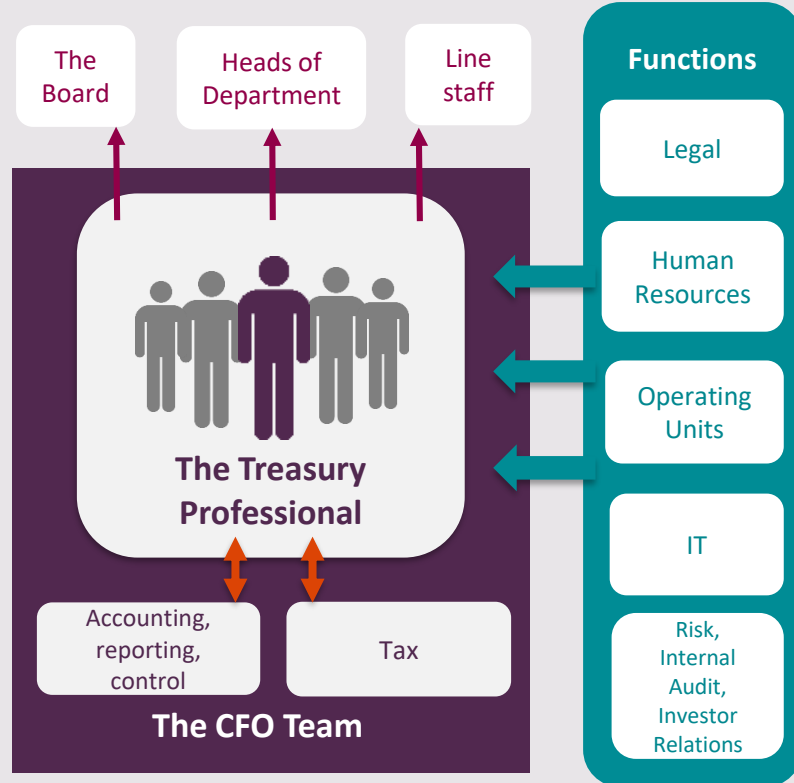 The
Board
Heads of
Department
Line
staff
The Treasury
Professional
Accounting,
reporting,
control
Tax
The CFO Team
Functions
Legal
Human
Resources
Operating
Units
IT
Risk,
Internal
Audit,
Investor
Relations